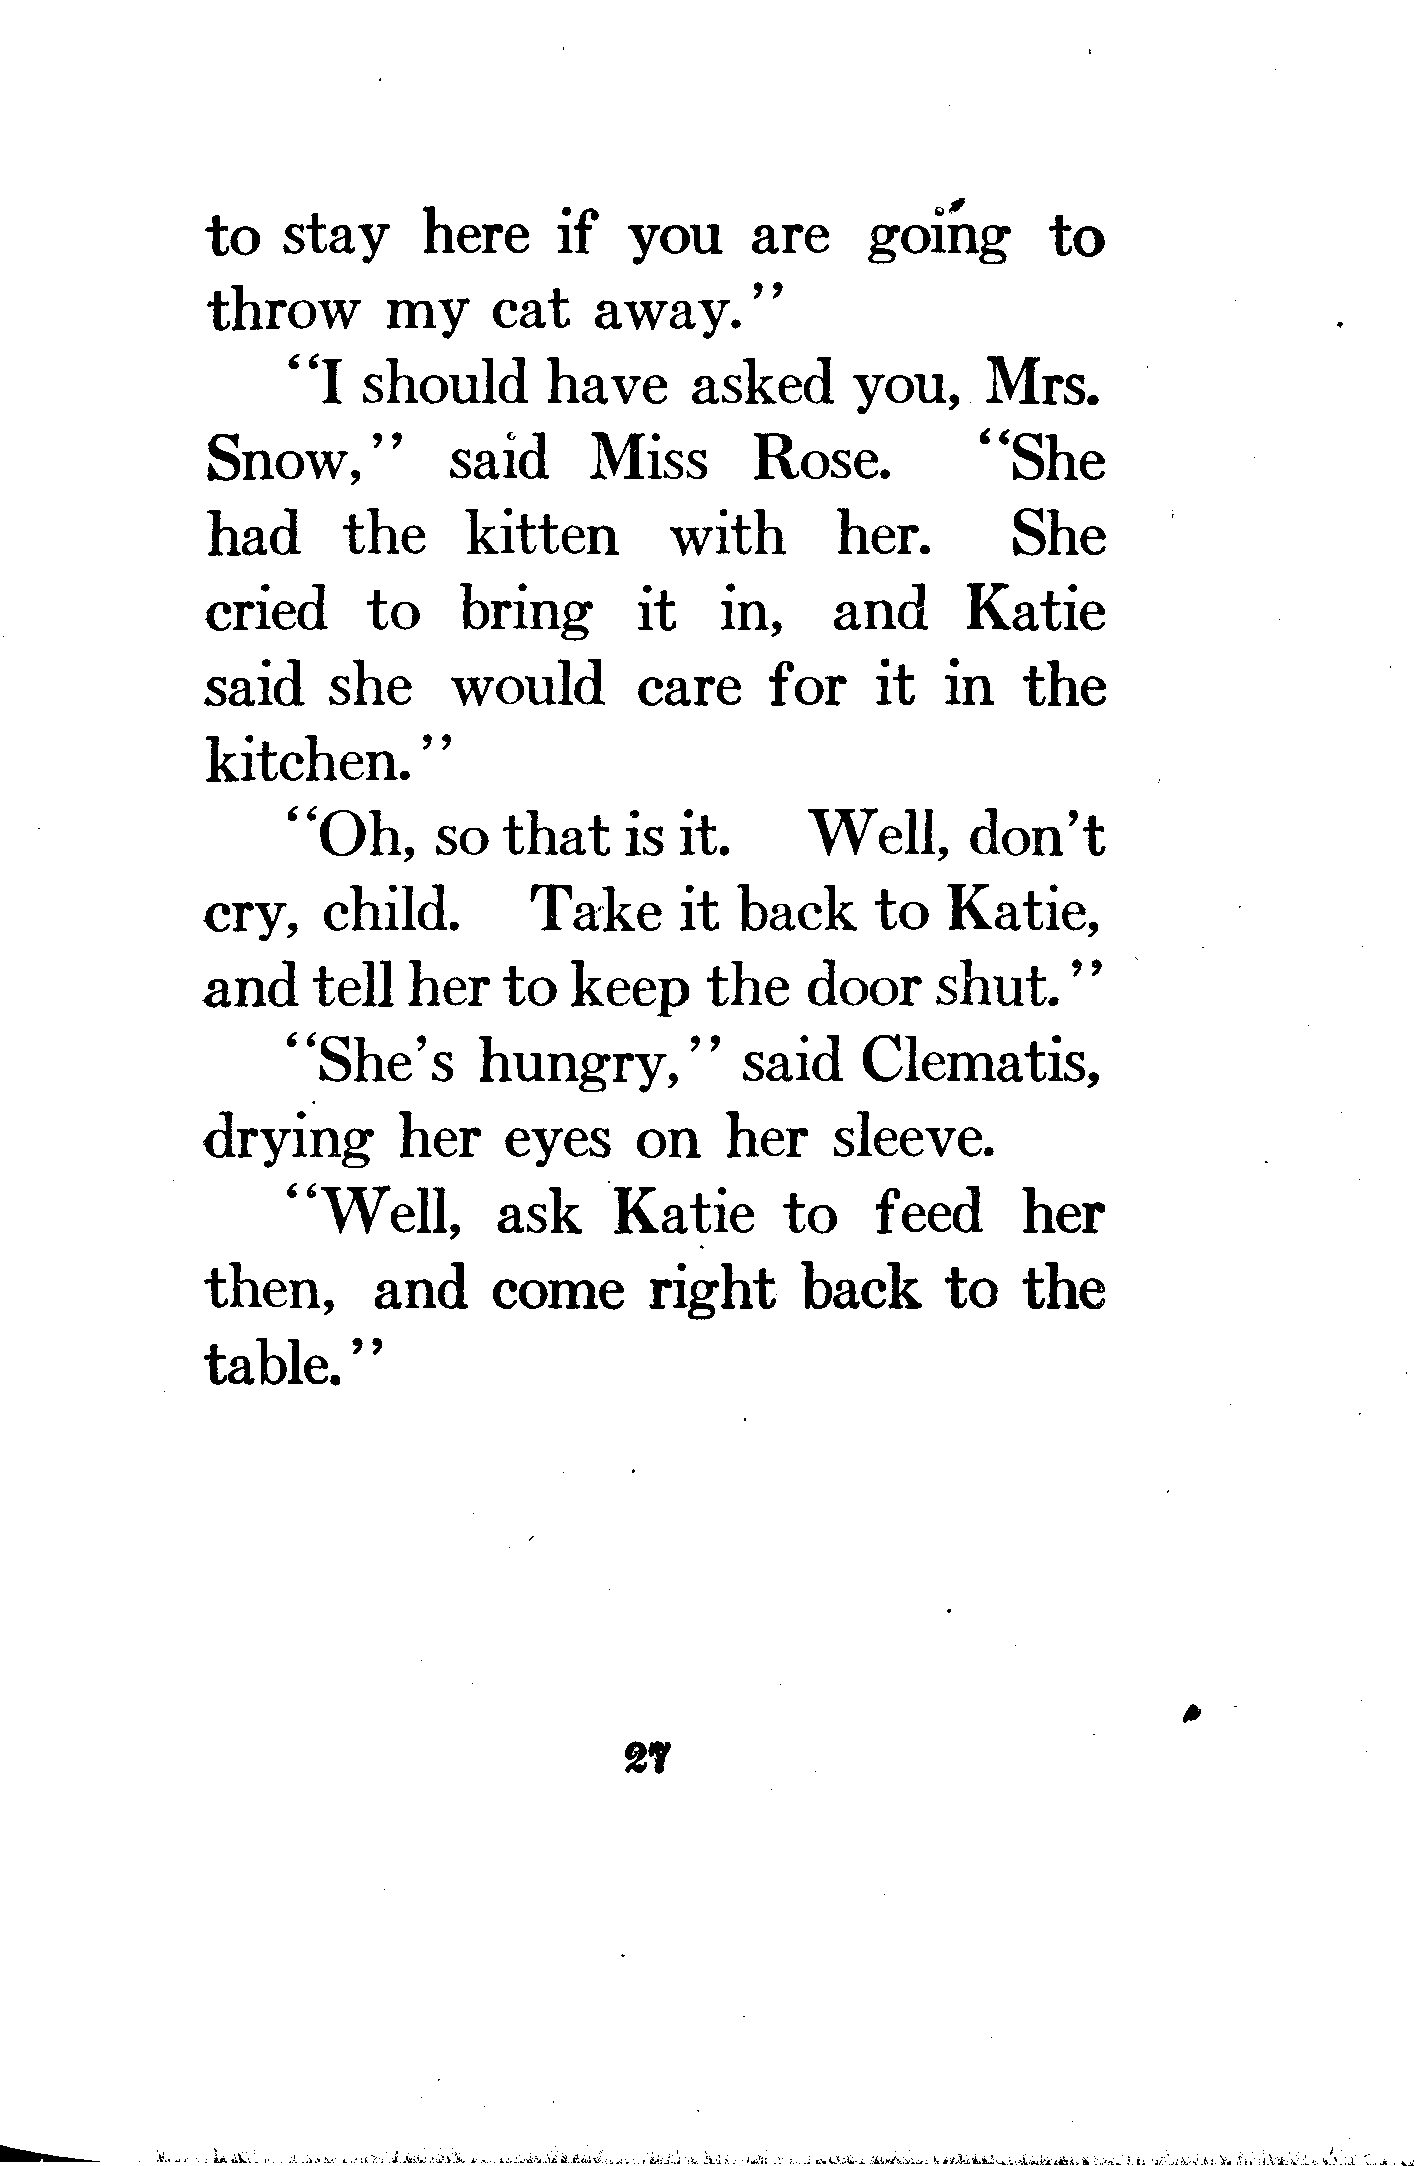 to stay here if you are going to
throw my cat away."
"I should have asked you, Mrs.
Snow," said Miss Rose. "She
had the kitten with her. She
cried to bring it in, and Katie
said she would care for it in the
kitchen."
"Oh, so that is it. Well, don't
cry, child. Take it back to Katie,
and tell her to keep the door shut."
"She's hungry," said Clematis,
drying her eyes on her sleeve.
"Well, ask Katie to feed her
then, and come right back to the
table."
27